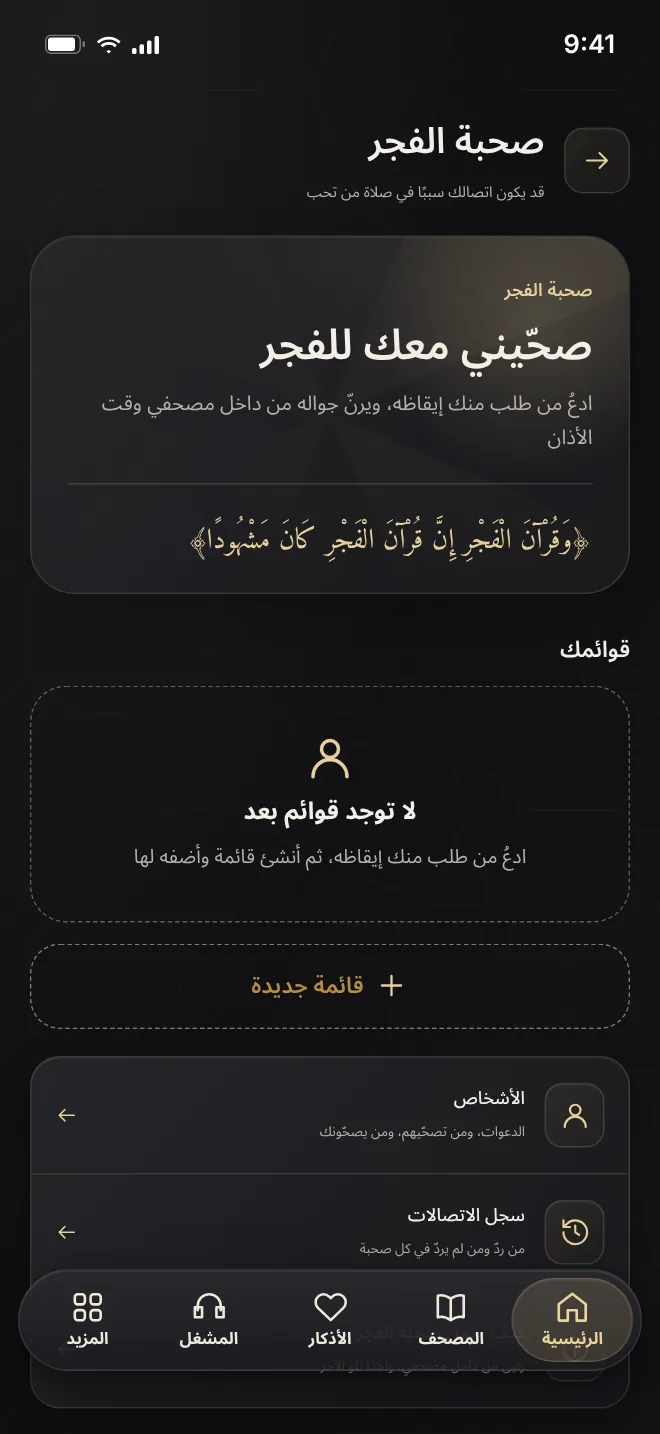 9:41
صحبة الفجر
قد يكون اتصالك سببًا في صلاة من تحب
صحبة الفجر
صحّيني معك للفجر
ادعُ من طلب منك إيقاظه، ويرنّ جواله من داخل مصحفي وقت
الأذان
﴿وَقُرْآنَ الْفَجْرِ إِنَّ قُرْآنَ الْفَجْرِ كَانَ مَشْهُودًا﴾
قوائمك
لا توجد قوائم بعد
ادعُ من طلب منك إيقاظه، ثم أنشئ قائمة وأضفه لها
قائمة جديدة
الأشخاص
الدعوات، ومن تصحّيهم، ومن يصحّونك
سجل الاتصالات
من ردّ ومن لم يردّ في كل صحبة
الرئيسية
المصحف
الأذكار
المشغل
المزيد